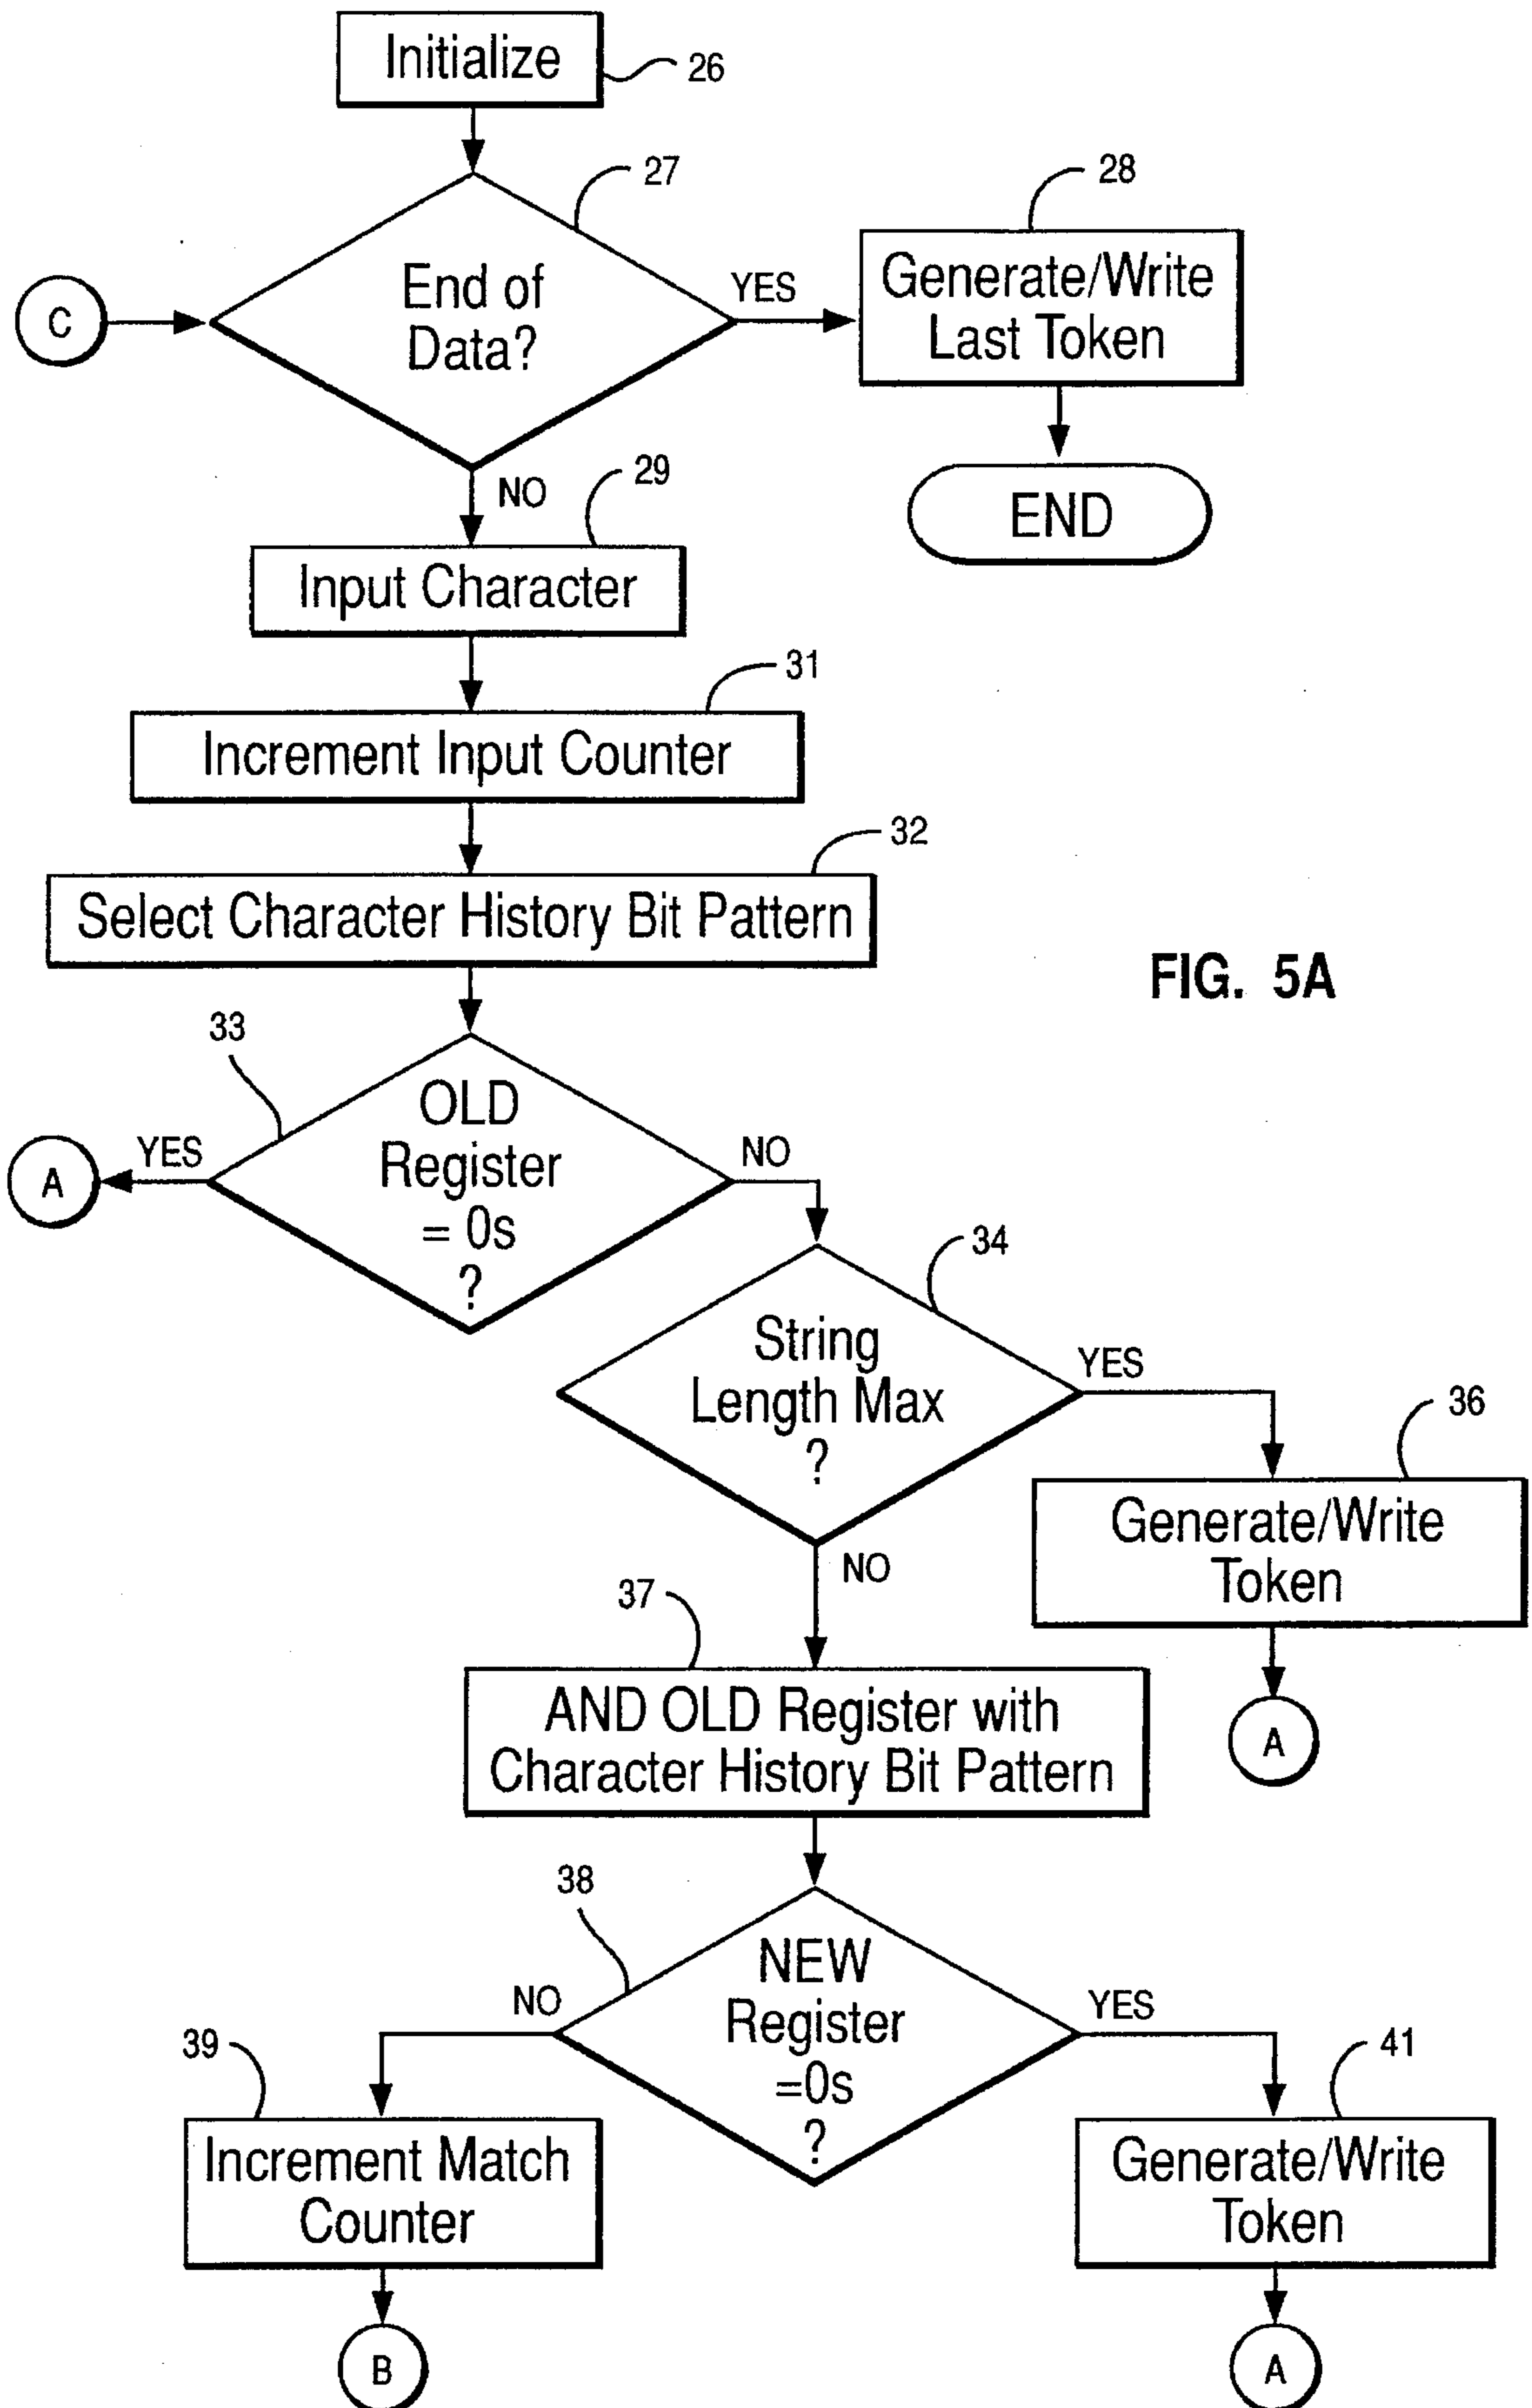 Initialize
26
27
28
C
End of
Data?
YES
Generate/Write
Last Token
NO
29
END
Input Character
31
Increment Input Counter
32
Select Character History Bit Pattern
FIG. 5A
33
OLD
Register
= 0s
?
YES
A
NO
34
String
Length Max
?
YES
36
Generate/Write
Token
NO
A
37
AND OLD Register with
Character History Bit Pattern
38
NEW
Register
=0s
?
NO
YES
39
41
Increment Match
Counter
Generate/Write
Token
B
A